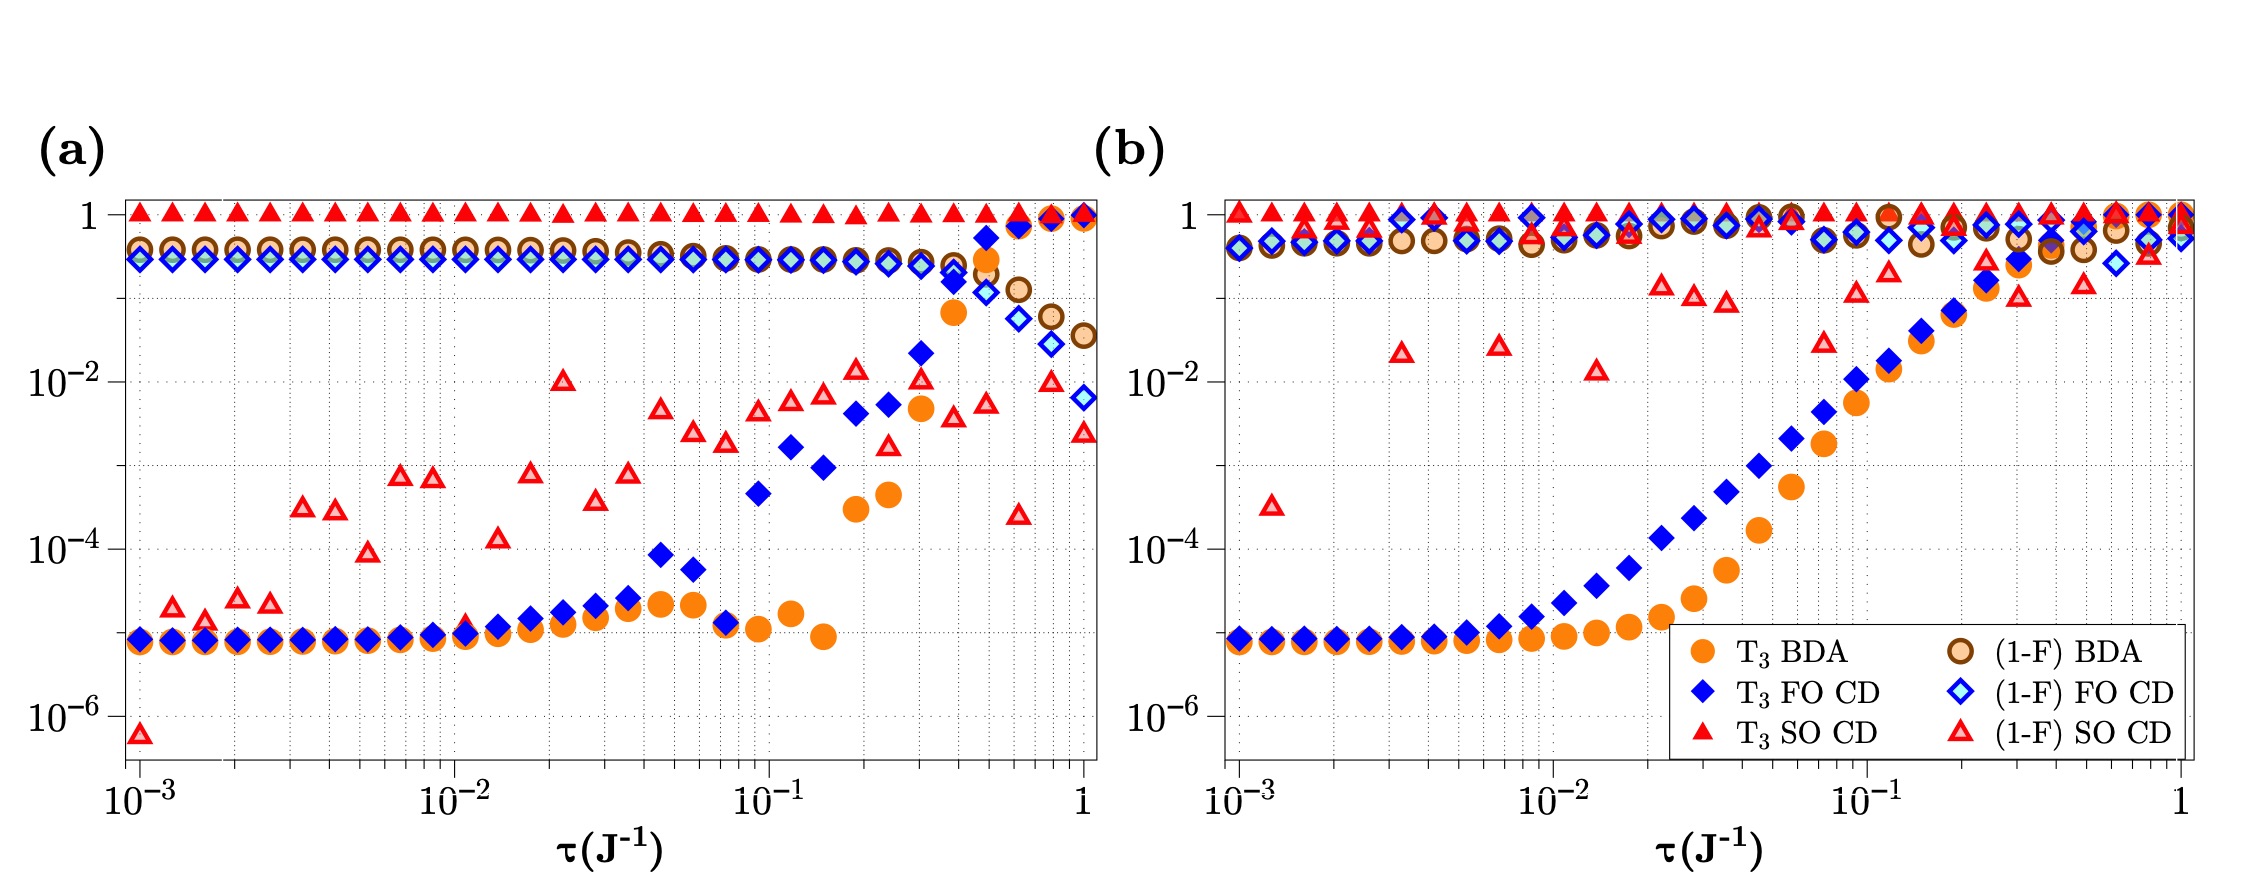 (a) (b)
1 1
10⁻² 10⁻²
10⁻⁴ 10⁻⁴
T₃ BDA (1-F) BDA
T₃ FO CD (1-F) FO CD
10⁻⁶ 10⁻⁶
T₃ SO CD (1-F) SO CD
10⁻³ 10⁻² 10⁻¹ 1 10⁻³ 10⁻² 10⁻¹ 1
τ(J⁻¹) τ(J⁻¹)